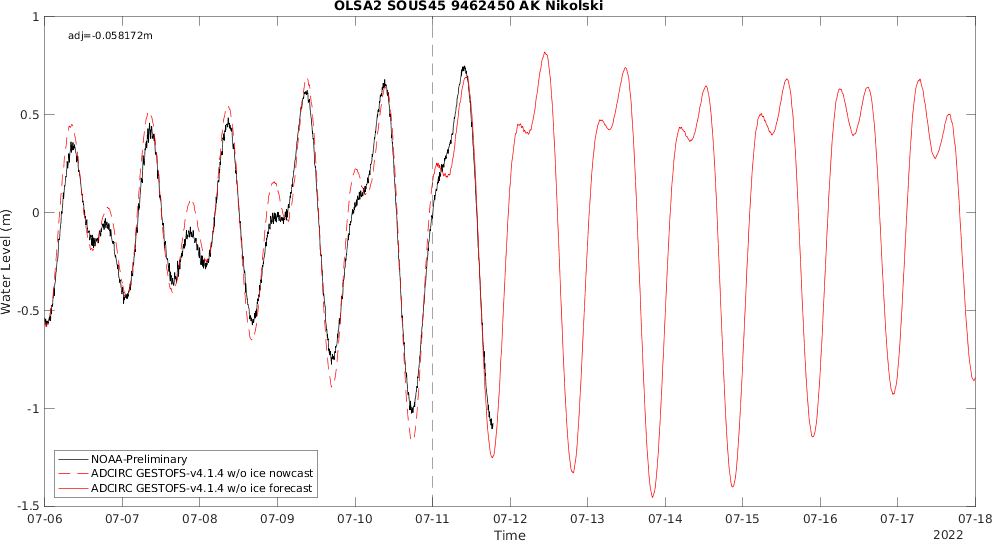 OLSA2 SOUS45 9462450 AK Nikolski
adj=-0.058172m
1
0.5
0
-0.5
-1
-1.5
Water Level (m)
NOAA-Preliminary
ADCIRC GESTOFS-v4.1.4 w/o ice nowcast
ADCIRC GESTOFS-v4.1.4 w/o ice forecast
07-06 07-07 07-08 07-09 07-10 07-11 07-12 07-13 07-14 07-15 07-16 07-17 07-18
Time
2022